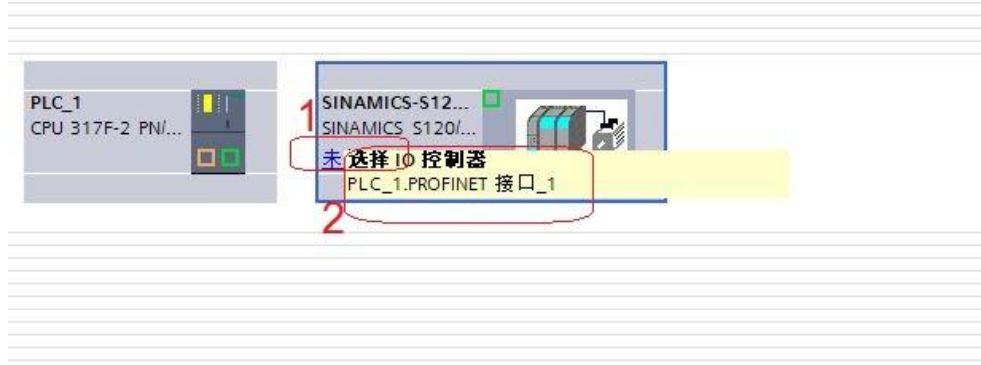 PLC_1
CPU 317F-2 PN/...
1
SINAMICS-S12...
SINAMICS S120/...
未
选择 IO 控制器
PLC_1.PROFINET 接口_1
2